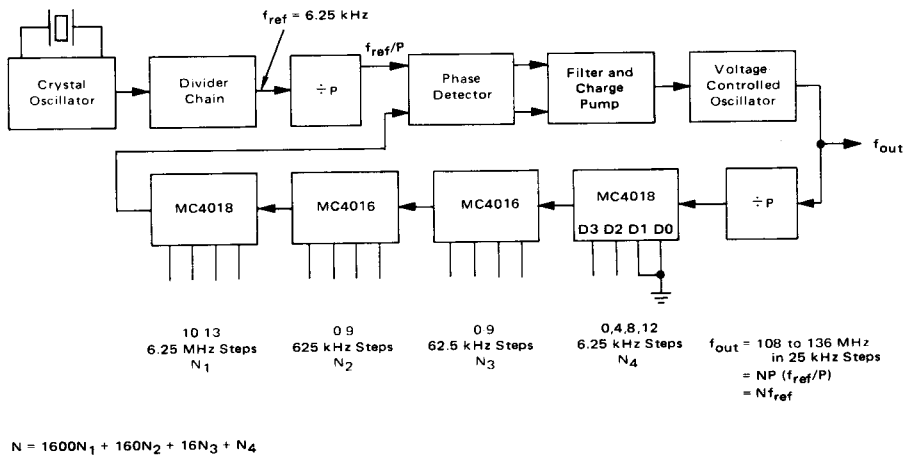 f_ref = 6.25 kHz
f_ref/P
Crystal
Oscillator
Divider
Chain
÷P
Phase
Detector
Filter and
Charge
Pump
Voltage
Controlled
Oscillator
f_out
MC4018
MC4016
MC4016
MC4018
D3 D2 D1 D0
÷P
10 13
6.25 MHz Steps
N₁
0 9
625 kHz Steps
N₂
0 9
62.5 kHz Steps
N₃
0,4,8,12
6.25 kHz Steps
N₄
f_out = 108 to 136 MHz
in 25 kHz Steps
= NP (f_ref/P)
= Nf_ref
N = 1600N₁ + 160N₂ + 16N₃ + N₄